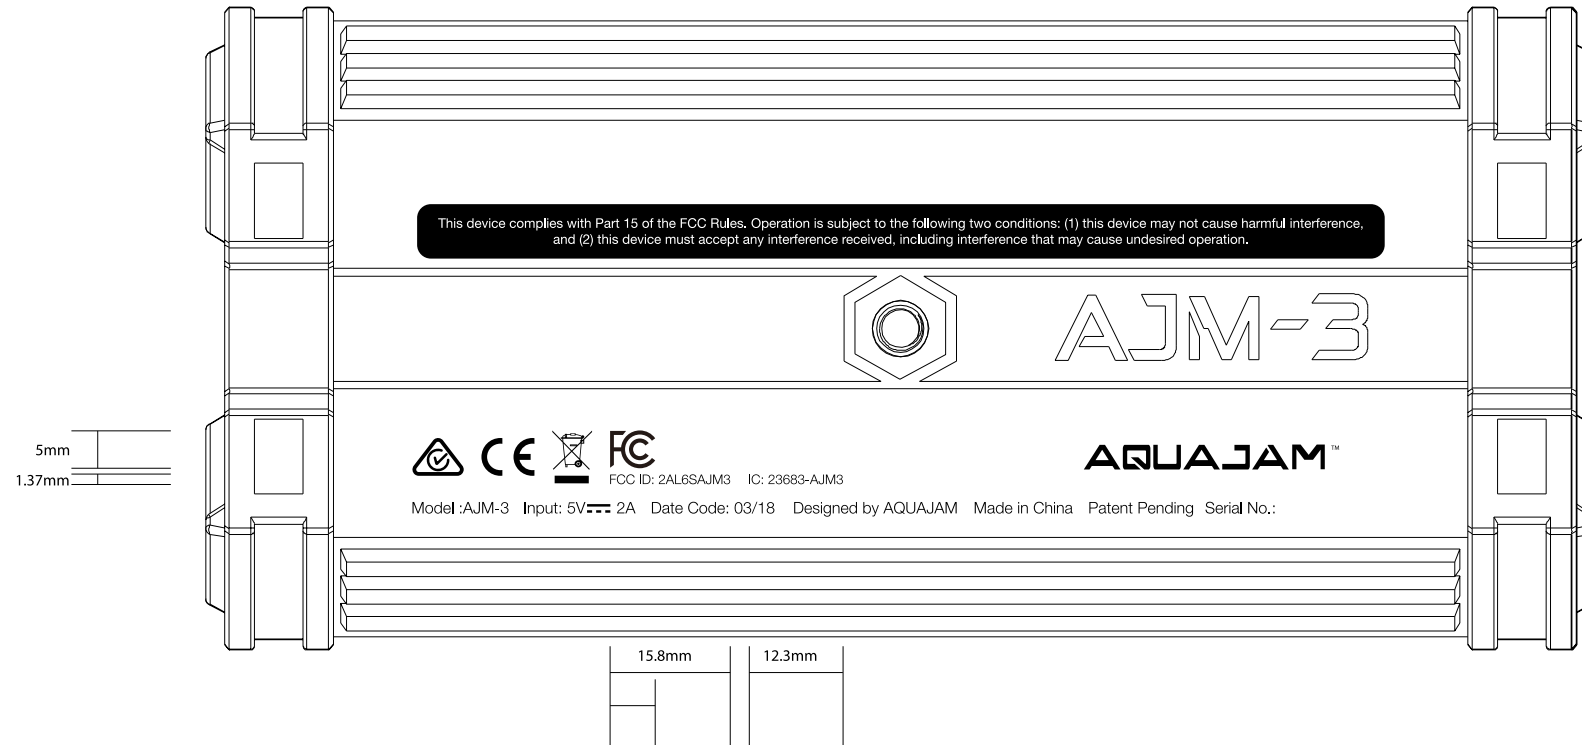 This device complies with Part 15 of the FCC Rules. Operation is subject to the following two conditions: (1) this device may not cause harmful interference,
and (2) this device must accept any interference received, including interference that may cause undesired operation.
AJM-3
5mm
1.37mm
CE FC AQUAJAM™
FCC ID: 2AL6SAJM3 IC: 23683-AJM3
Model :AJM-3 Input: 5V⎓ 2A Date Code: 03/18 Designed by AQUAJAM Made in China Patent Pending Serial No.:
15.8mm 12.3mm